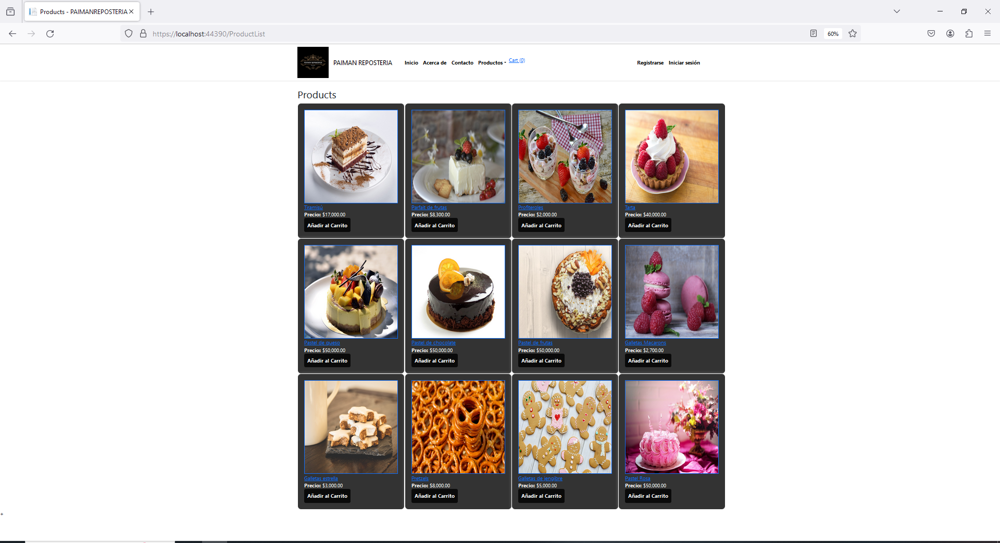 Products - PAIMANREPOSTERIA
https://localhost:44390/ProductList
60%
PAIMAN REPOSTERIA
Inicio
Acerca de
Contacto
Productos
Cart (0)
Registrarse
Iniciar sesión
Products
Tiramisú
Precio: $17,000.00
Añadir al Carrito
Parfait de frutas
Precio: $8,300.00
Añadir al Carrito
Profiteroles
Precio: $2,000.00
Añadir al Carrito
Tarta
Precio: $40,000.00
Añadir al Carrito
Pastel de queso
Precio: $50,000.00
Añadir al Carrito
Pastel de chocolate
Precio: $50,000.00
Añadir al Carrito
Pastel de frutas
Precio: $50,000.00
Añadir al Carrito
Galletas Macarons
Precio: $2,700.00
Añadir al Carrito
Galletas estrella
Precio: $3,000.00
Añadir al Carrito
Pretzels
Precio: $8,000.00
Añadir al Carrito
Galletas de jengibre
Precio: $5,000.00
Añadir al Carrito
Pastel Rosa
Precio: $50,000.00
Añadir al Carrito
+